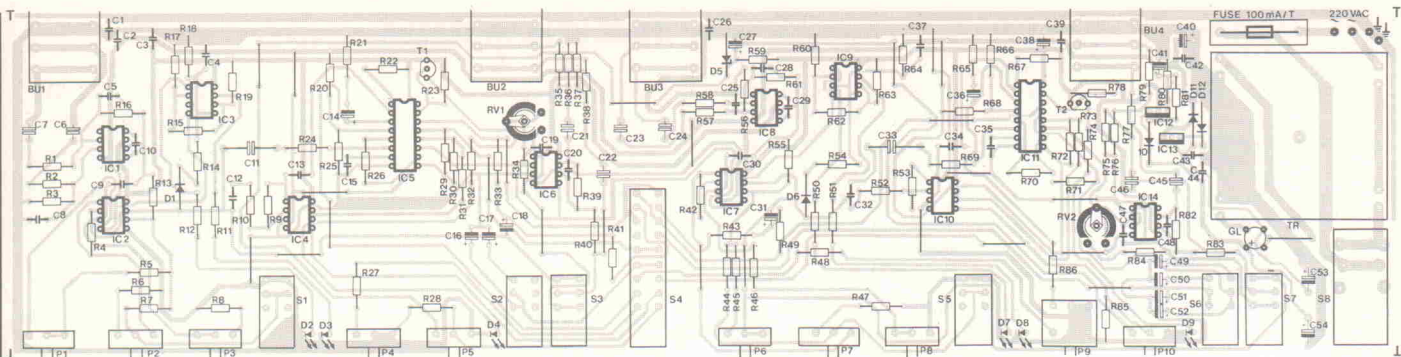 T C1 C2 C3 R17 R18 C4 R21 T1 C26 C27 R59 R60 IC9 C37 R66 C38 C39 BU4 C40 FUSE 100mA/T 220VAC T
BU1 C5 R16 IC3 R19 R20 R22 R23 BU2 R35 R36 R37 R38 BU3 D5 C28 R61 R63 R64 R65 R67 R78 R79 C41 R80 R81 D11 D12 C42
C7 C6 R15 C14 IC5 RV1 C21 C23 C24 R58 R57 C25 R56 IC8 C29 R62 C36 R68 IC11 T2 R73 R74 R77 IC12 IC13
R1 IC1 C10 R14 C11 R24 C13 R25 C15 R26 R29 R30 R31 R32 R33 R34 C19 IC6 C20 C22 C30 R55 R54 C33 C34 C35 R69 R72 R75 R76 10 C43
R2 R3 C9 R13 D1 C12 R10 R9 R39 R42 IC7 D6 R50 R51 C32 R52 R53 IC10 R70 R71 C46 C45 C44
C8 R4 IC2 R12 R11 IC4 C16 C17 C18 R40 R41 R43 C31 R49 RV2 C47 IC14 C48 R82 GL TR
R5 R6 R7 R8 R27 R28 R44 R45 R46 R48 R47 R86 R84 C49 R83 C50 C51 C52 R85 C53 C54
S1 S2 S3 S4 S5 S6 S7 S8
D2 D3 D4 D7 D8 D9
P1 P2 P3 P4 P5 P6 P7 P8 P9 P10